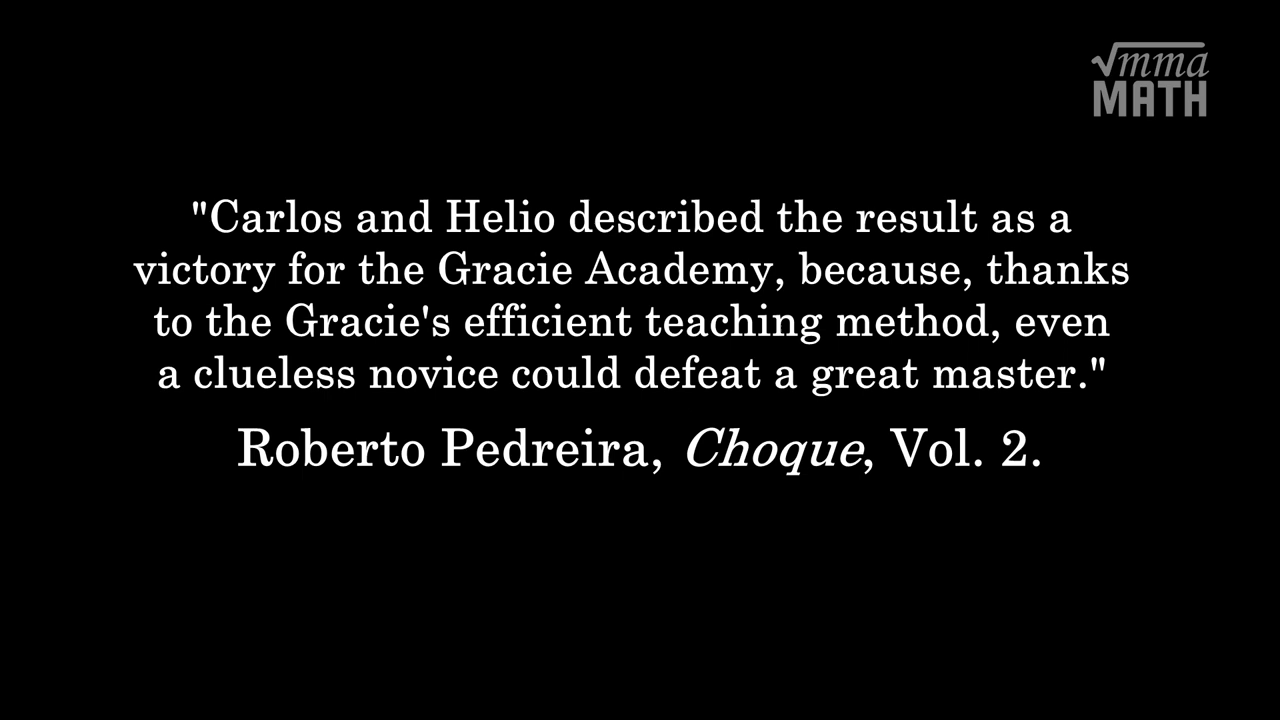 √mma
MATH
"Carlos and Helio described the result as a
victory for the Gracie Academy, because, thanks
to the Gracie's efficient teaching method, even
a clueless novice could defeat a great master."
Roberto Pedreira, Choque, Vol. 2.